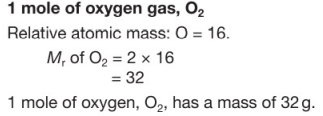 1 mole of oxygen gas, O₂
Relative atomic mass: O = 16.
Mᵣ of O₂ = 2 × 16
= 32
1 mole of oxygen, O₂, has a mass of 32 g.